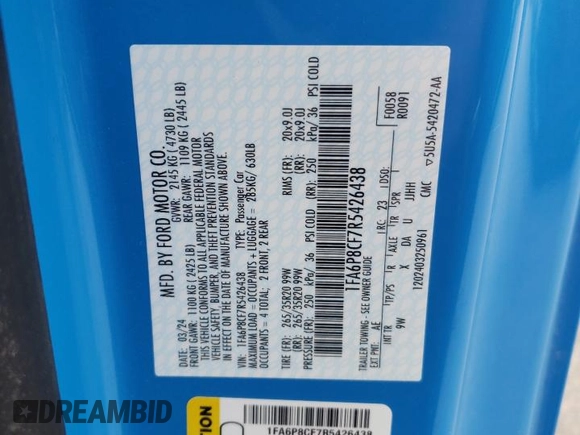 MFD. BY FORD MOTOR CO.
DATE: 03/24 GVWR: 2145 KG ( 4730 LB)
FRONT GAWR: 1100 KG ( 2425 LB) REAR GAWR: 1109 KG ( 2445 LB)
THIS VEHICLE CONFORMS TO ALL APPLICABLE FEDERAL MOTOR
VEHICLE SAFETY, BUMPER, AND THEFT PREVENTION STANDARDS
IN EFFECT ON THE DATE OF MANUFACTURE SHOWN ABOVE.
VIN: 1FA6P8CF7R5426438 TYPE: Passenger Car
MAXIMUM LOAD = OCCUPANTS + LUGGAGE = 285KG/ 630LB
OCCUPANTS = 4 TOTAL; 2 FRONT, 2 REAR
TIRE (FR): 265/35R20 99W RIMS (FR): 20x9.0J
(RR): 265/35R20 99W (RR): 20x9.0J
PRESSURE (FR): 250 kPa/ 36 PSI COLD (RR): 250 kPa/ 36 PSI COLD
1FA6P8CF7R5426438
TRAILER TOWING - SEE OWNER GUIDE
EXT PNT: AE RC: 23 DSO: F0058
R0091
INT TR TP/PS R AXLE TR SPR
9W X DA U JJHH
1202403250961 CMC 5U5A-5420472-AA
1FA6P8CF7R5426438
DREAMBID